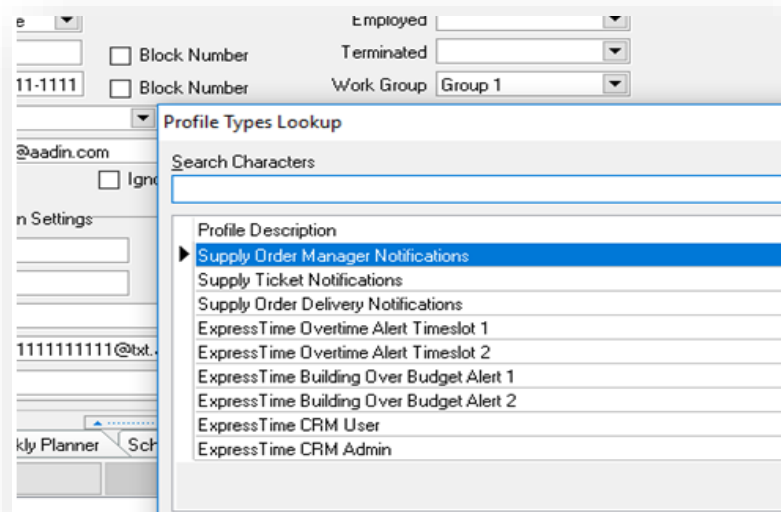 e Employed
Block Number Terminated
11-1111 Block Number Work Group Group 1
Profile Types Lookup
@aadin.com
Search Characters
Igno
n Settings
Profile Description
Supply Order Manager Notifications
Supply Ticket Notifications
Supply Order Delivery Notifications
ExpressTime Overtime Alert Timeslot 1
1111111111@txt.
ExpressTime Overtime Alert Timeslot 2
ExpressTime Building Over Budget Alert 1
ExpressTime Building Over Budget Alert 2
ExpressTime CRM User
kly Planner Sch
ExpressTime CRM Admin